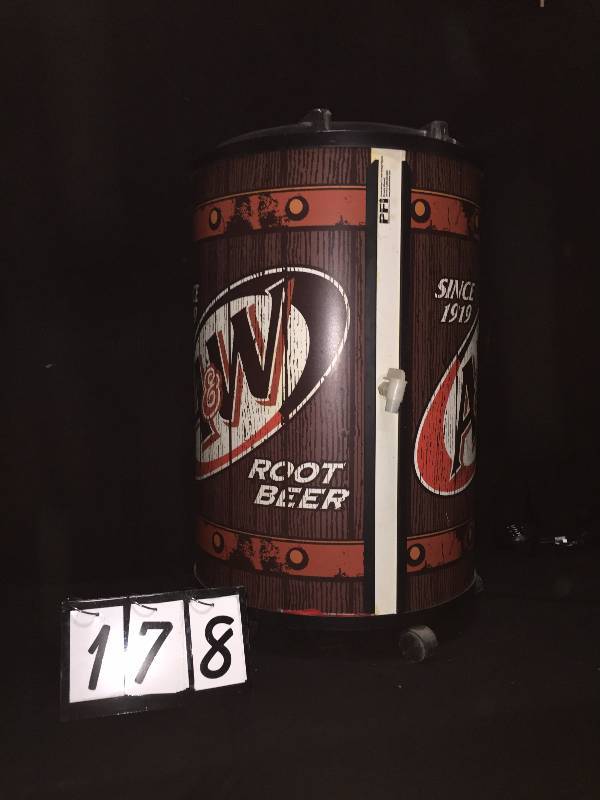 PFI
SINCE
1919
A&W
ROOT
BEER
178